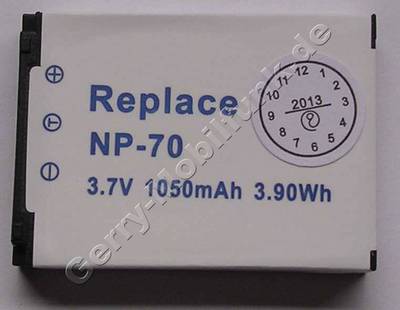 Replace
NP-70
3.7V 1050mAh 3.90Wh
11 12 1
10 2
9 2013 3
8 4
7 6 5
Gerry-Mobilfunk.de